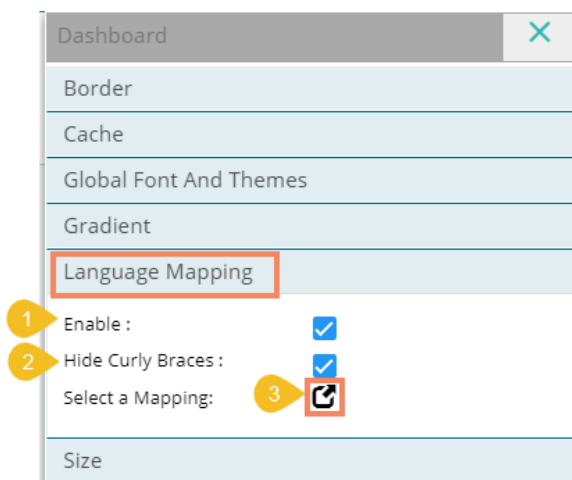 Dashboard
Border
Cache
Global Font And Themes
Gradient
Language Mapping
1 Enable :
2 Hide Curly Braces :
Select a Mapping: 3
Size